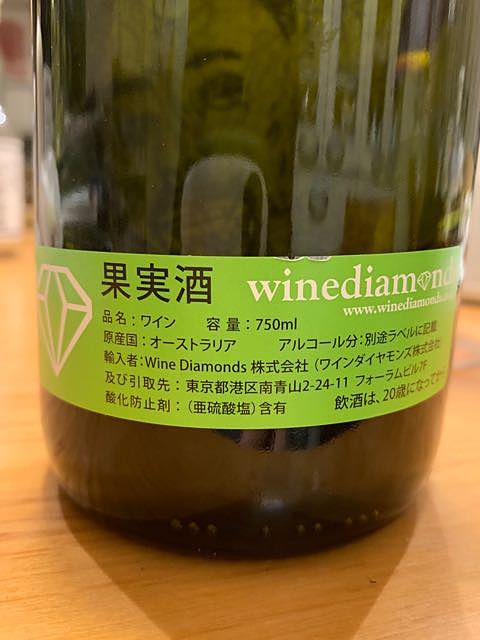 果実酒 winediamond
www.winediamonds
品名：ワイン 容量：750ml
原産国：オーストラリア アルコール分：別途ラベルに記載
輸入者：Wine Diamonds 株式会社（ワインダイヤモンズ株式会社）
及び引取先：東京都港区南青山2-24-11 フォーラムビル7F
酸化防止剤：（亜硫酸塩）含有 飲酒は、20歳になってから